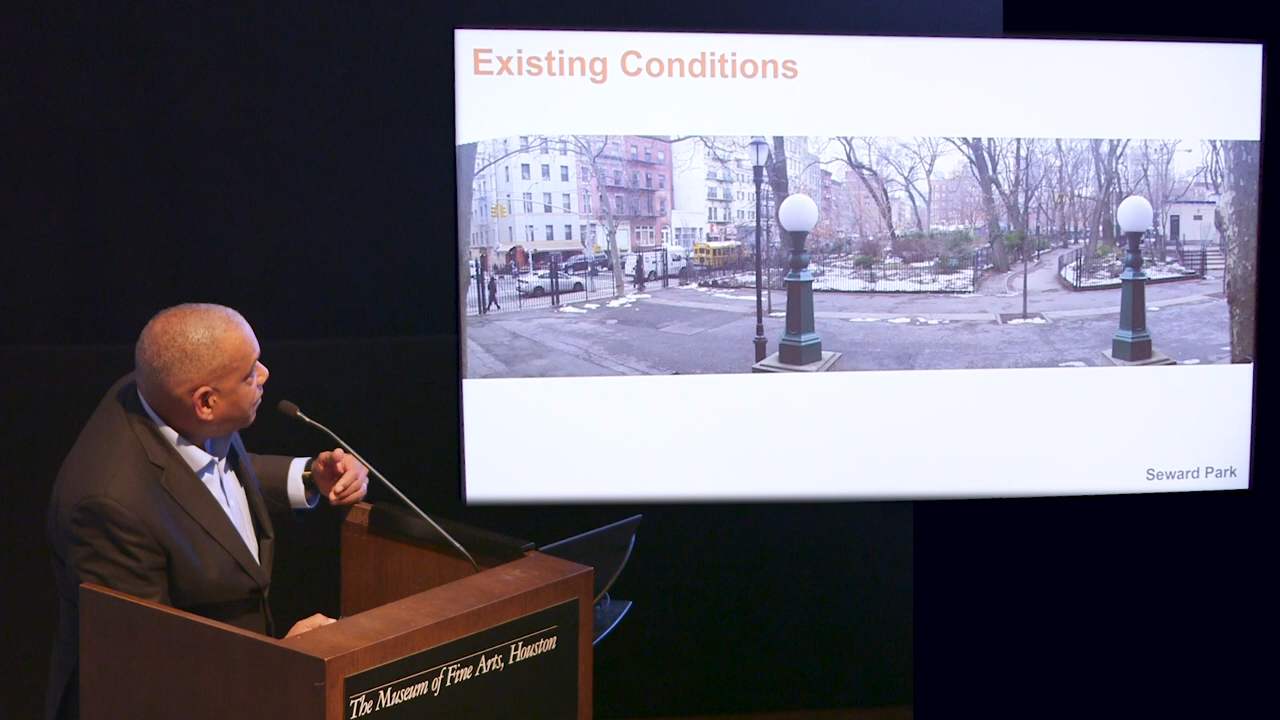 Existing Conditions
Seward Park
The Museum of Fine Arts, Houston